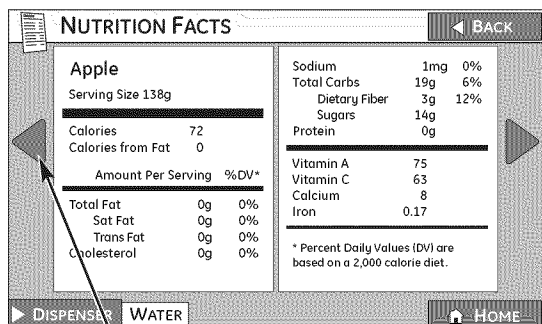 NUTRITION FACTS
BACK
Apple
Serving Size 138g
Calories 72
Calories from Fat 0
Amount Per Serving %DV*
Total Fat 0g 0%
Sat Fat 0g 0%
Trans Fat 0g 0%
Cholesterol 0g 0%
Sodium 1mg 0%
Total Carbs 19g 6%
Dietary Fiber 3g 12%
Sugars 14g
Protein 0g
Vitamin A 75
Vitamin C 63
Calcium 8
Iron 0.17
* Percent Daily Values (DV) are
based on a 2,000 calorie diet.
DISPENSER
WATER
HOME